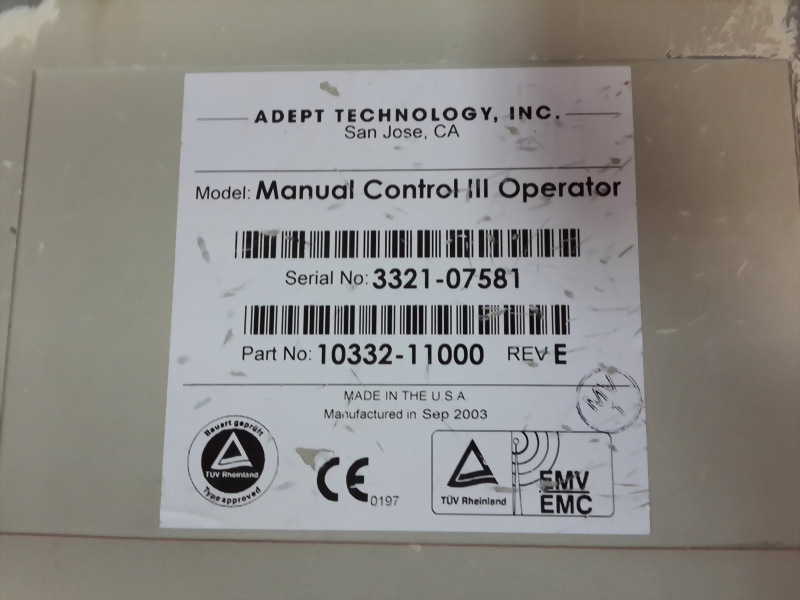 ADEPT TECHNOLOGY, INC.
San Jose, CA
Model: Manual Control III Operator
Serial No: 3321-07581
Part No: 10332-11000 REV E
MADE IN THE U.S.A
Manufactured in Sep 2003
Bauart geprüft
TÜV Rheinland
Type approved
CE 0197
TÜV Rheinland
EMV
EMC
MV
1